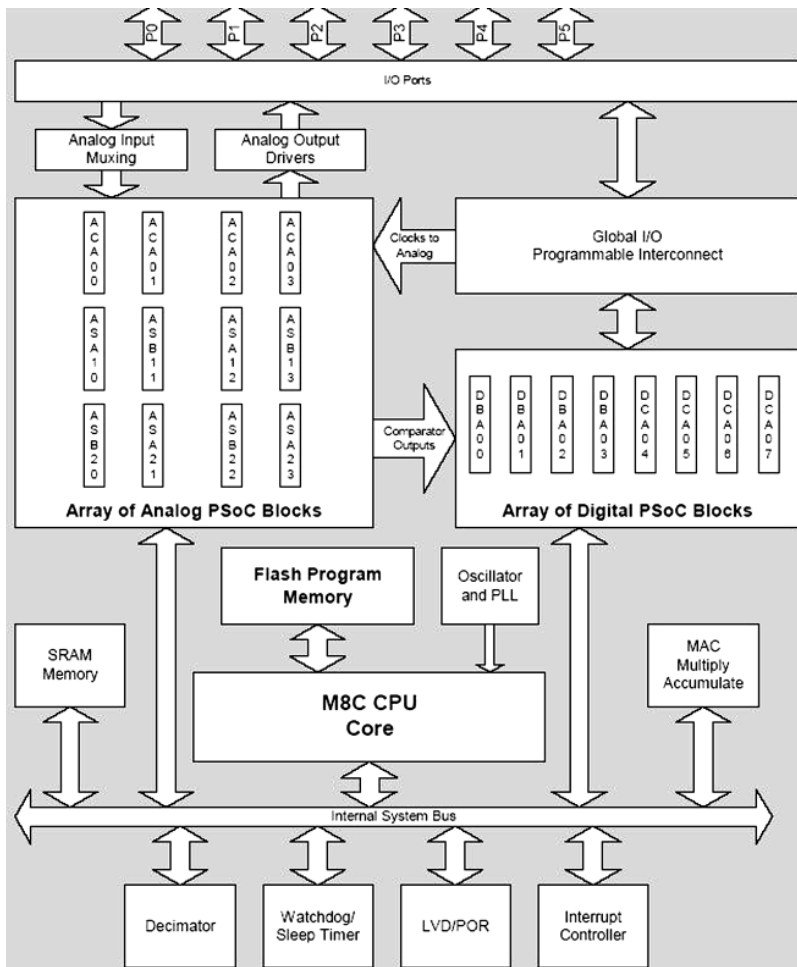 P0 P1 P2 P3 P4 P5
I/O Ports
Analog Input
Muxing
Analog Output
Drivers
ACA00 ACA01 ACA02 ACA03
ASA10 ASB11 ASA12 ASB13
ASB20 ASA21 ASB22 ASA23
Array of Analog PSoC Blocks
Clocks to
Analog
Global I/O
Programmable Interconnect
Comparator
Outputs
DBA00 DBA01 DBA02 DBA03 DCA04 DCA05 DCA06 DCA07
Array of Digital PSoC Blocks
Flash Program
Memory
Oscillator
and PLL
SRAM
Memory
M8C CPU
Core
MAC
Multiply
Accumulate
Internal System Bus
Decimator
Watchdog/
Sleep Timer
LVD/POR
Interrupt
Controller